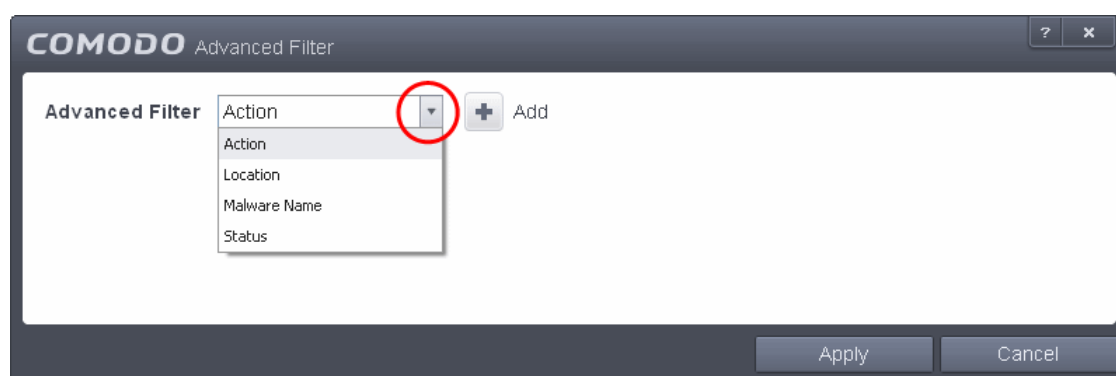 COMODO Advanced Filter ? x
Advanced Filter Action + Add
Action
Location
Malware Name
Status
Apply Cancel